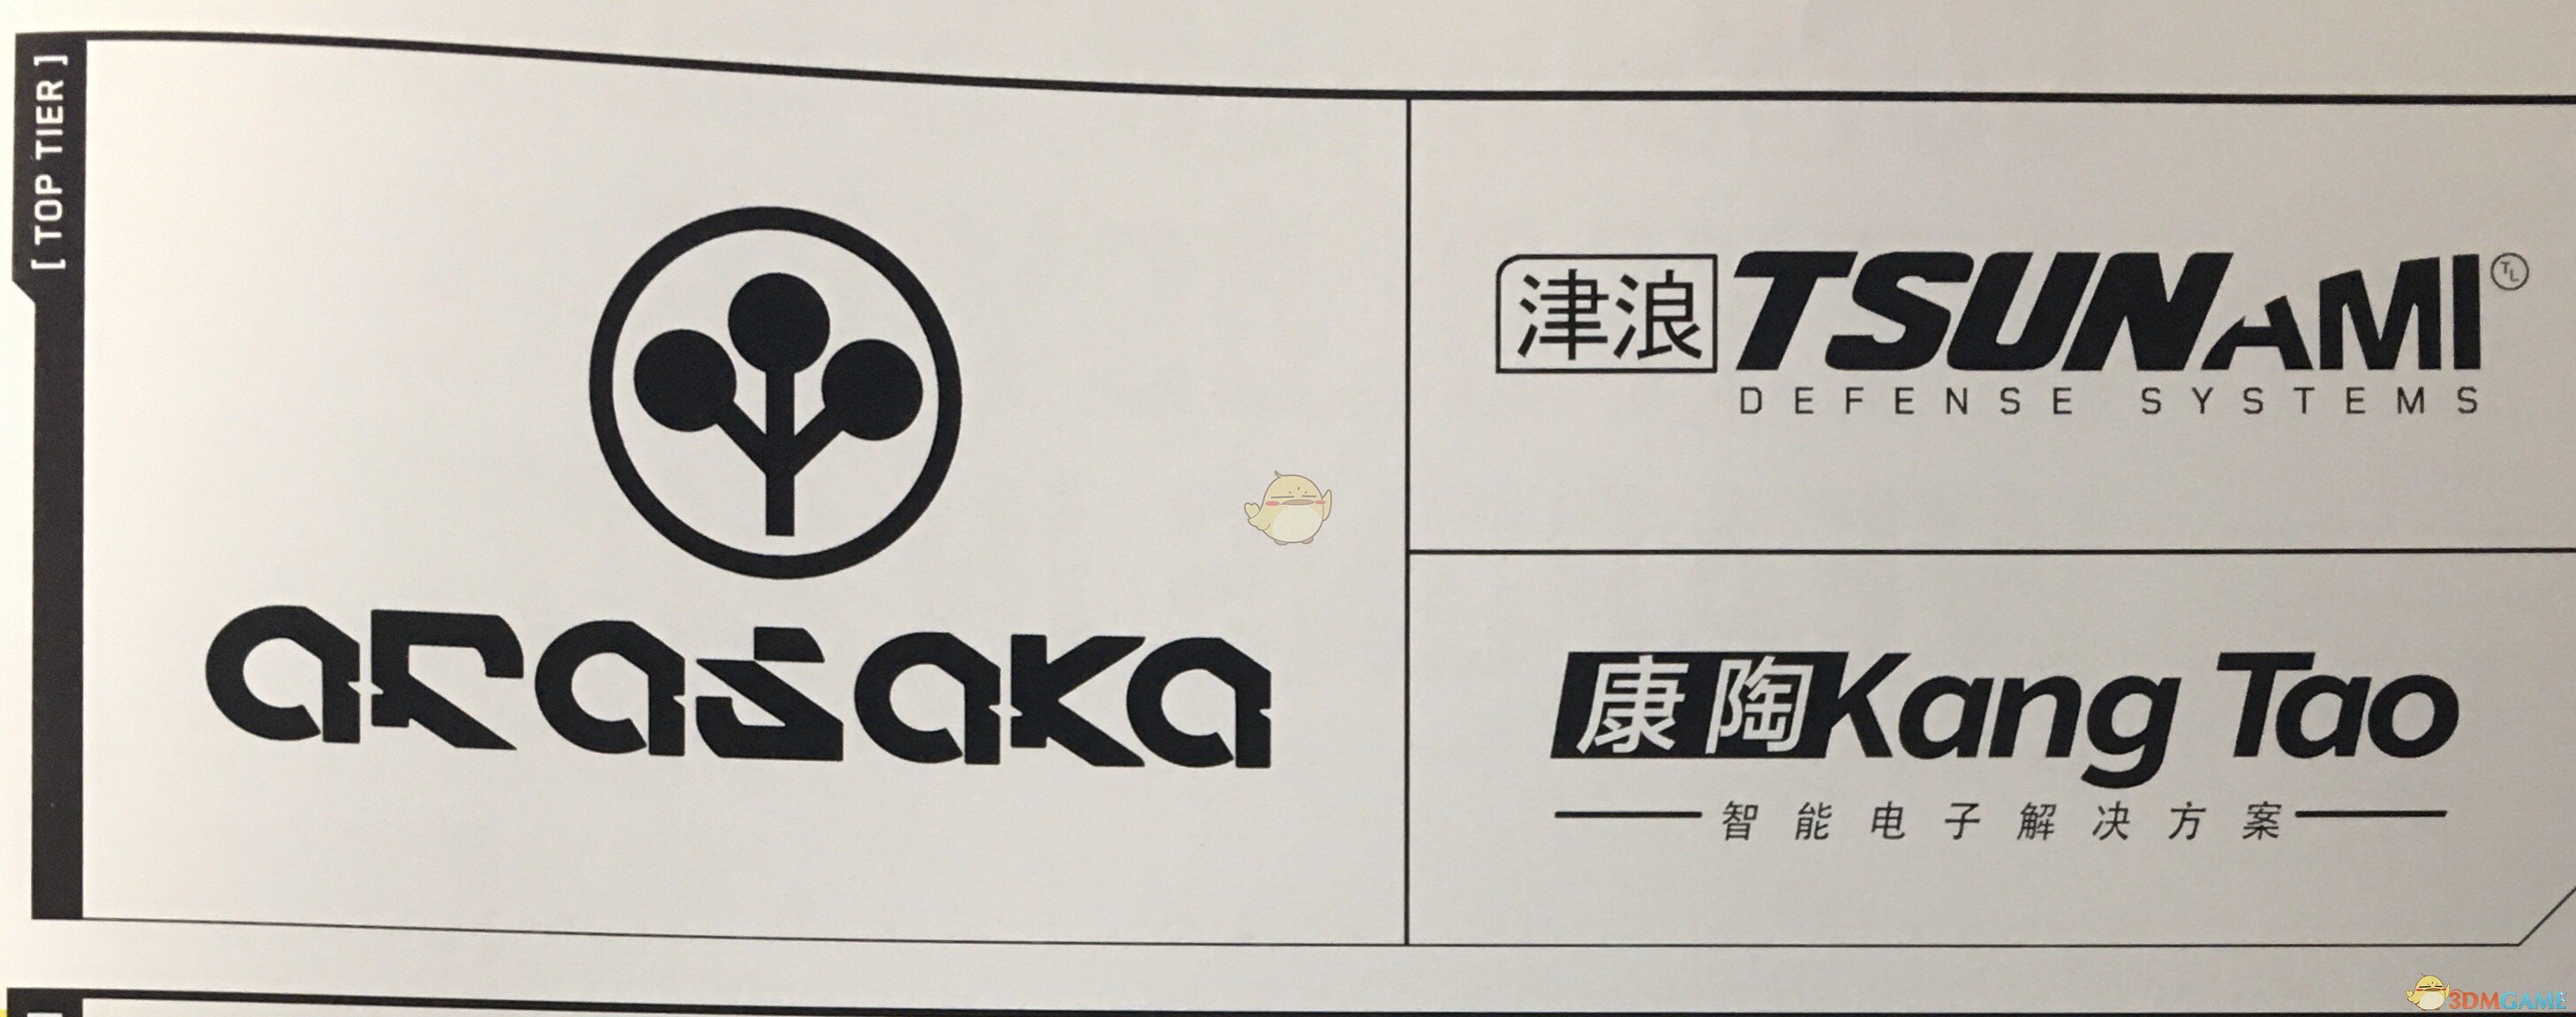 [ TOP TIER ]
arasaka
津浪 TSUNAMI TL
DEFENSE SYSTEMS
康陶 Kang Tao
智能电子解决方案
3DMGAME